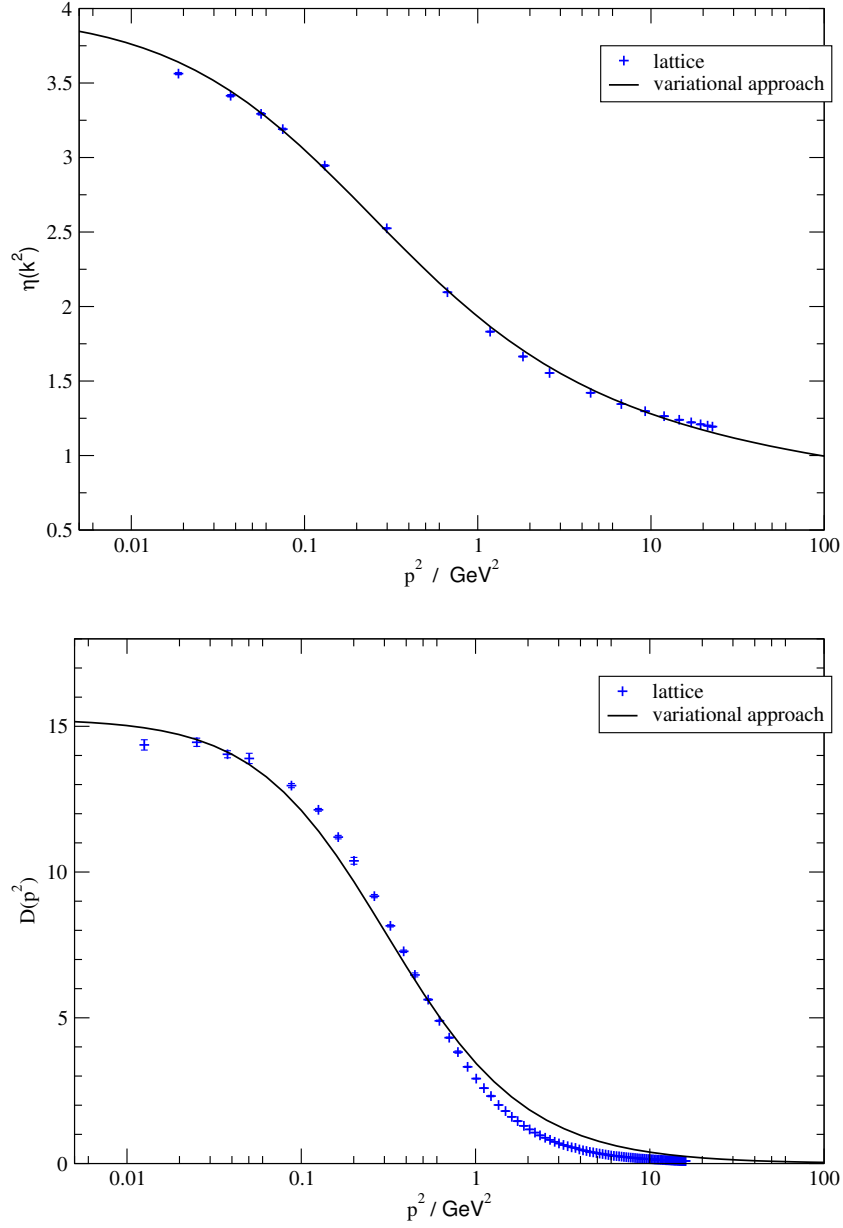 4
3.5
3
2.5
2
1.5
1
0.5
η(k²)
lattice
variational approach
0.01
0.1
1
10
100
p² / GeV²
15
10
5
0
D(p²)
lattice
variational approach
0.01
0.1
1
10
100
p² / GeV²